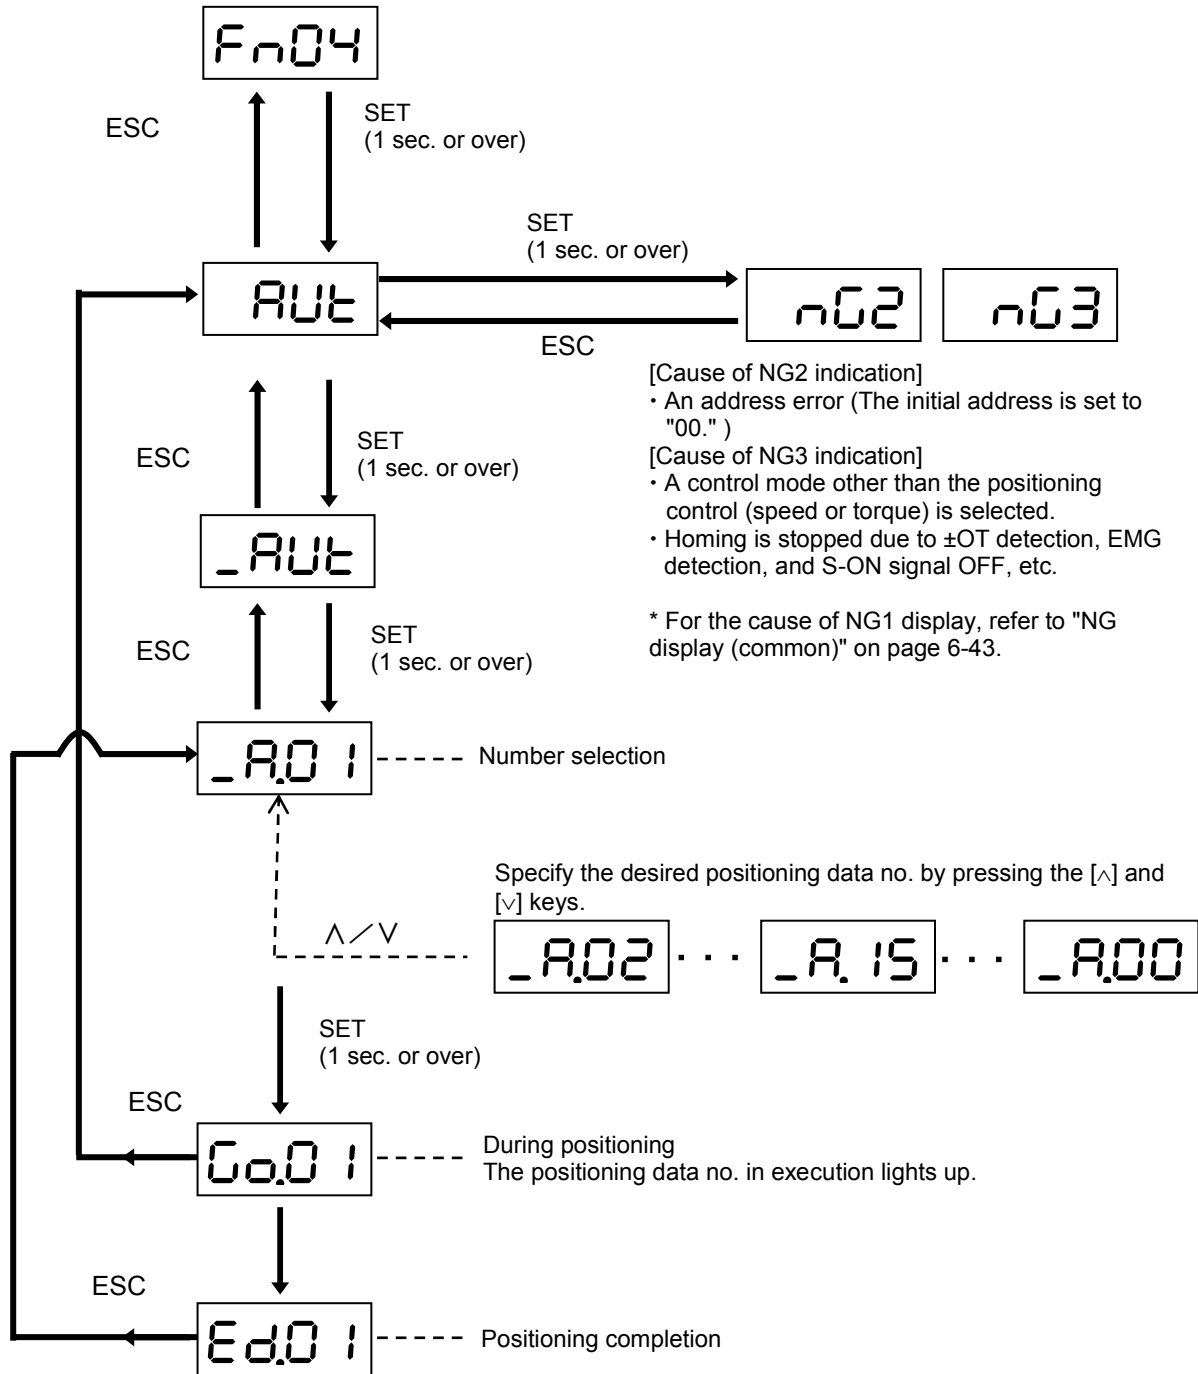 Fn04
ESC
SET
(1 sec. or over)
SET
(1 sec. or over)
AUt
nG2
nG3
ESC
[Cause of NG2 indication]
・An address error (The initial address is set to
"00." )
[Cause of NG3 indication]
・A control mode other than the positioning
control (speed or torque) is selected.
・Homing is stopped due to ±OT detection, EMG
detection, and S-ON signal OFF, etc.
* For the cause of NG1 display, refer to "NG
display (common)" on page 6-43.
ESC
SET
(1 sec. or over)
_AUt
ESC
SET
(1 sec. or over)
_A.01
Number selection
Specify the desired positioning data no. by pressing the [∧] and
[∨] keys.
∧／∨
_A.02 ··· _A.15 ··· _A.00
SET
(1 sec. or over)
ESC
Go.01
During positioning
The positioning data no. in execution lights up.
ESC
Ed.01
Positioning completion